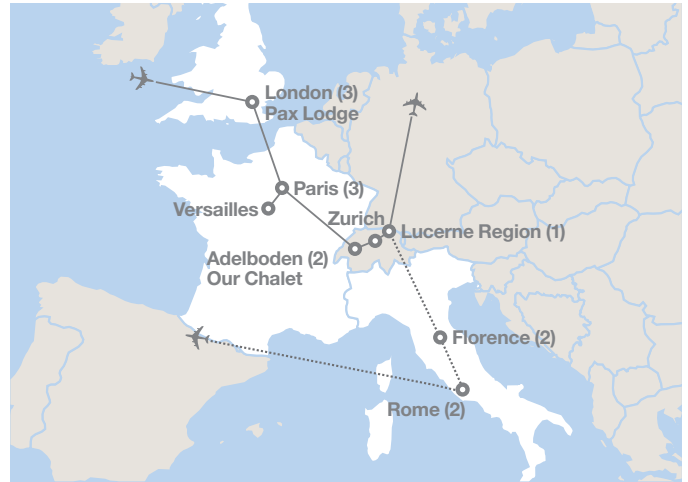 London (3)
Pax Lodge
Paris (3)
Versailles
Zurich
Lucerne Region (1)
Adelboden (2)
Our Chalet
Florence (2)
Rome (2)